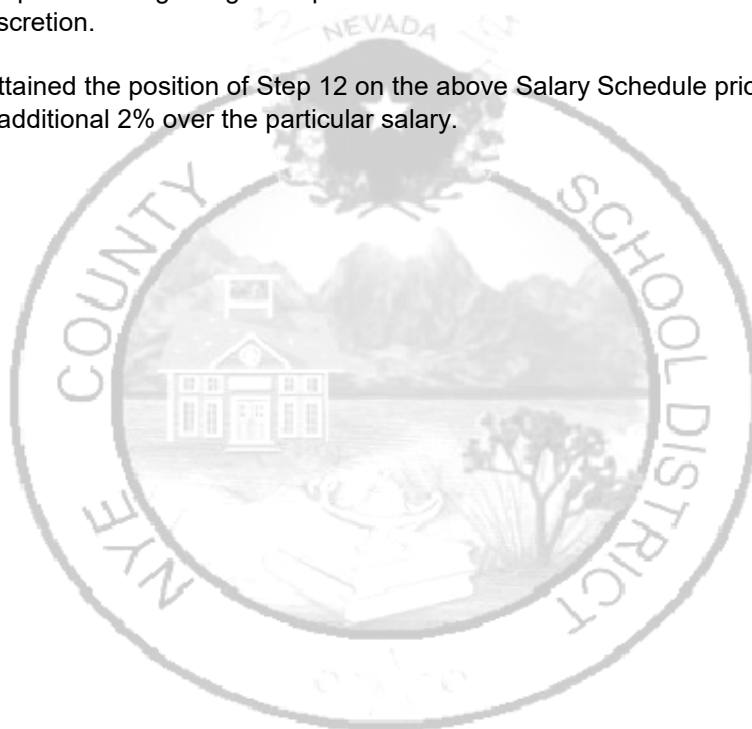 scretion.
ttained the position of Step 12 on the above Salary Schedule prio
additional 2% over the particular salary.
NEVADA
NYE COUNTY SCHOOL DISTRICT